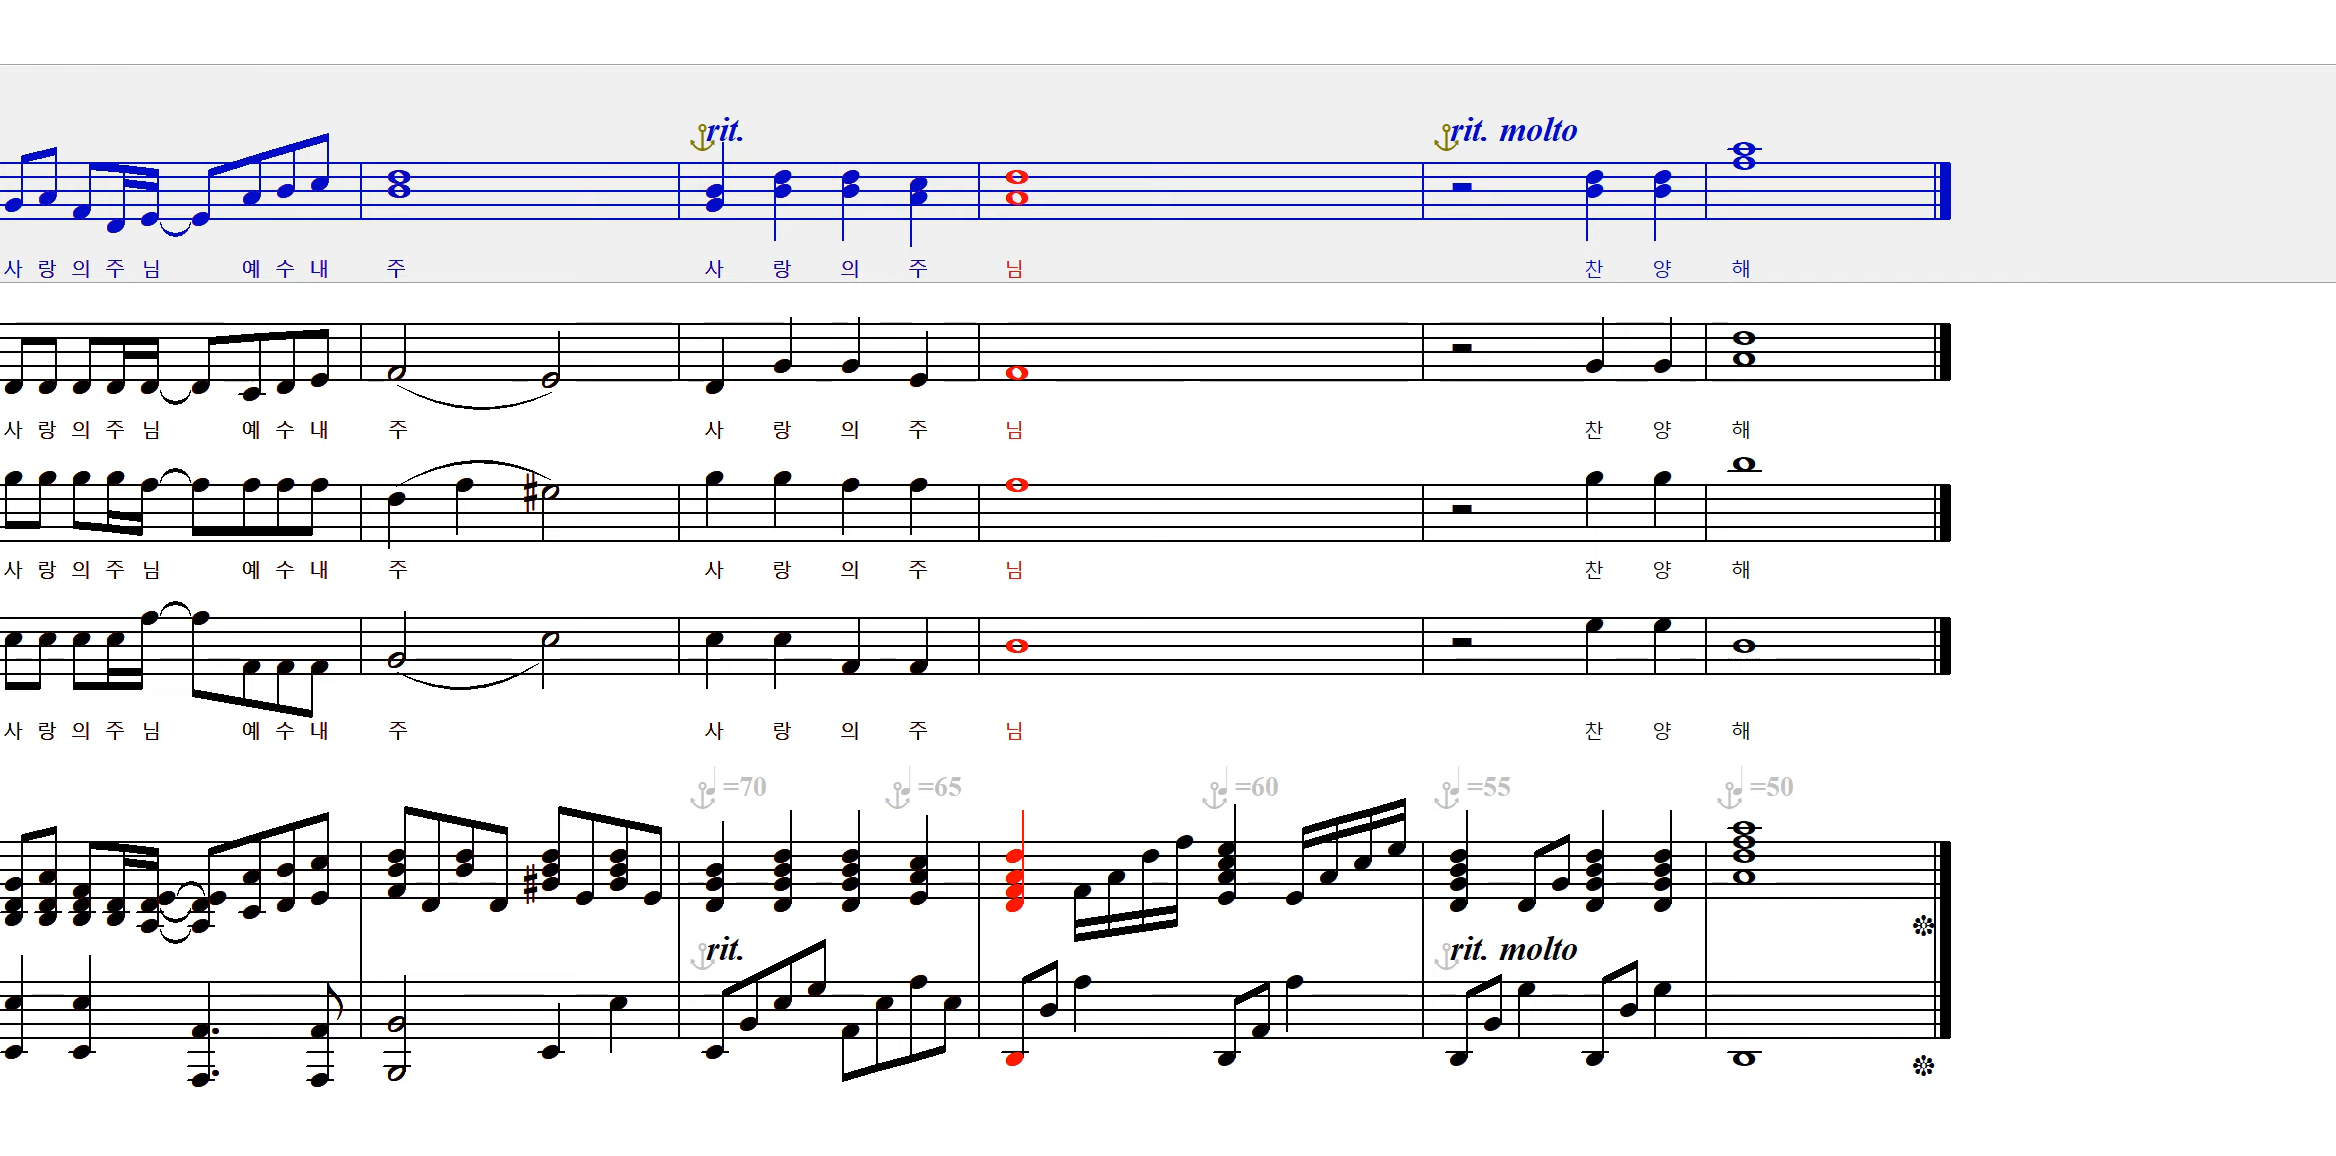 rit. rit. molto
사 랑 의 주 님 예 수 내 주 사 랑 의 주 님 찬 양 해
사 랑 의 주 님 예 수 내 주 사 랑 의 주 님 찬 양 해
사 랑 의 주 님 예 수 내 주 사 랑 의 주 님 찬 양 해
사 랑 의 주 님 예 수 내 주 사 랑 의 주 님 찬 양 해
=70 =65 =60 =55 =50
rit. rit. molto